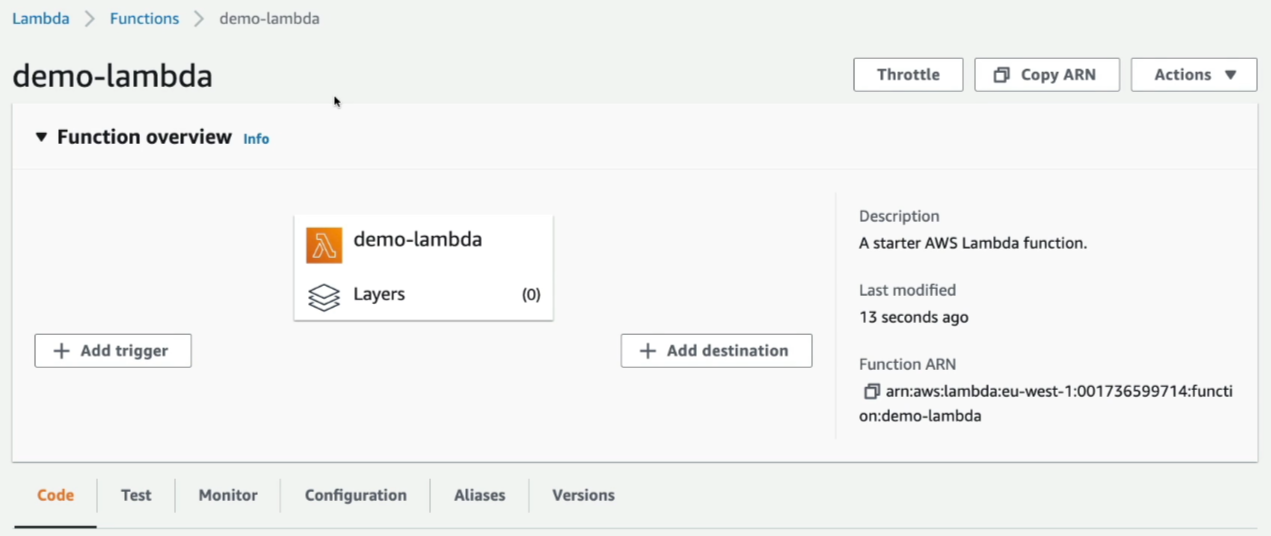 Lambda > Functions > demo-lambda
demo-lambda
Throttle Copy ARN Actions ▼
▼ Function overview Info
demo-lambda
Layers (0)
+ Add trigger
+ Add destination
Description
A starter AWS Lambda function.
Last modified
13 seconds ago
Function ARN
arn:aws:lambda:eu-west-1:001736599714:functi
on:demo-lambda
Code Test Monitor Configuration Aliases Versions